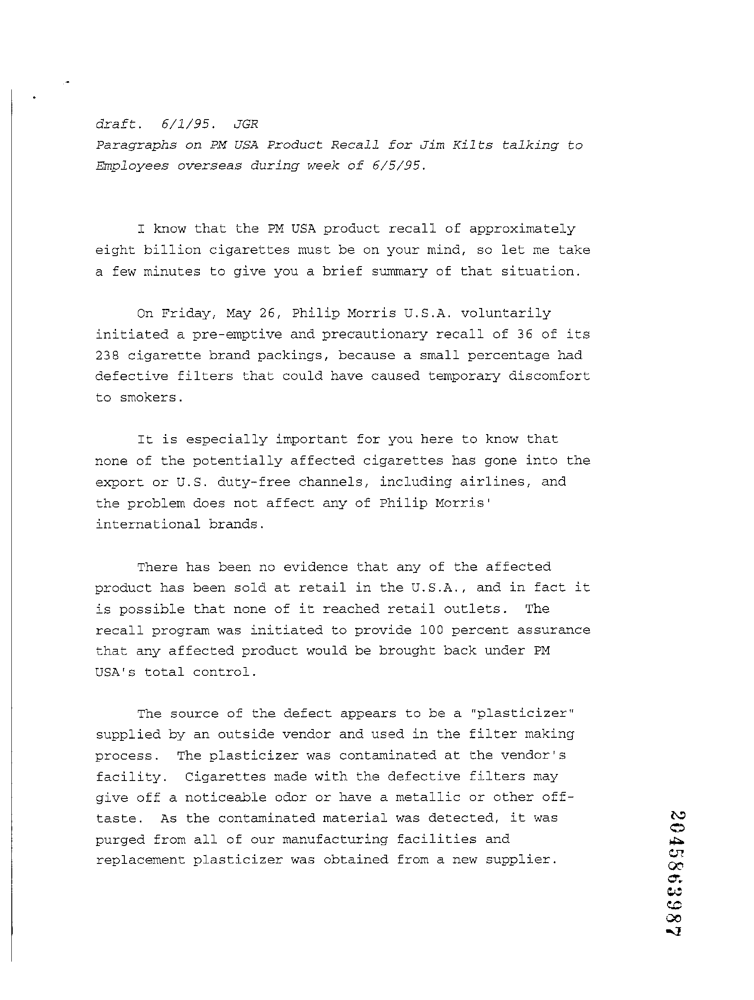 draft. 6/1/95. JGR
Paragraphs on PM USA Product Recall for Jim Kilts talking to
Employees overseas during week of 6/5/95.
I know that the PM USA product recall of approximately
eight billion cigarettes must be on your mind, so let me take
a few minutes to give you a brief summary of that situation.
On Friday, May 26, Philip Morris U.S.A. voluntarily
initiated a pre-emptive and precautionary recall of 36 of its
238 cigarette brand packings, because a small percentage had
defective filters that could have caused temporary discomfort
to smokers.
It is especially important for you here to know that
none of the potentially affected cigarettes has gone into the
export or U.S. duty-free channels, including airlines, and
the problem does not affect any of Philip Morris'
international brands.
There has been no evidence that any of the affected
product has been sold at retail in the U.S.A., and in fact it
is possible that none of it reached retail outlets. The
recall program was initiated to provide 100 percent assurance
that any affected product would be brought back under PM
USA's total control.
The source of the defect appears to be a "plasticizer"
supplied by an outside vendor and used in the filter making
process. The plasticizer was contaminated at the vendor's
facility. Cigarettes made with the defective filters may
give off a noticeable odor or have a metallic or other off-
taste. As the contaminated material was detected, it was
purged from all of our manufacturing facilities and
replacement plasticizer was obtained from a new supplier.
2045863987